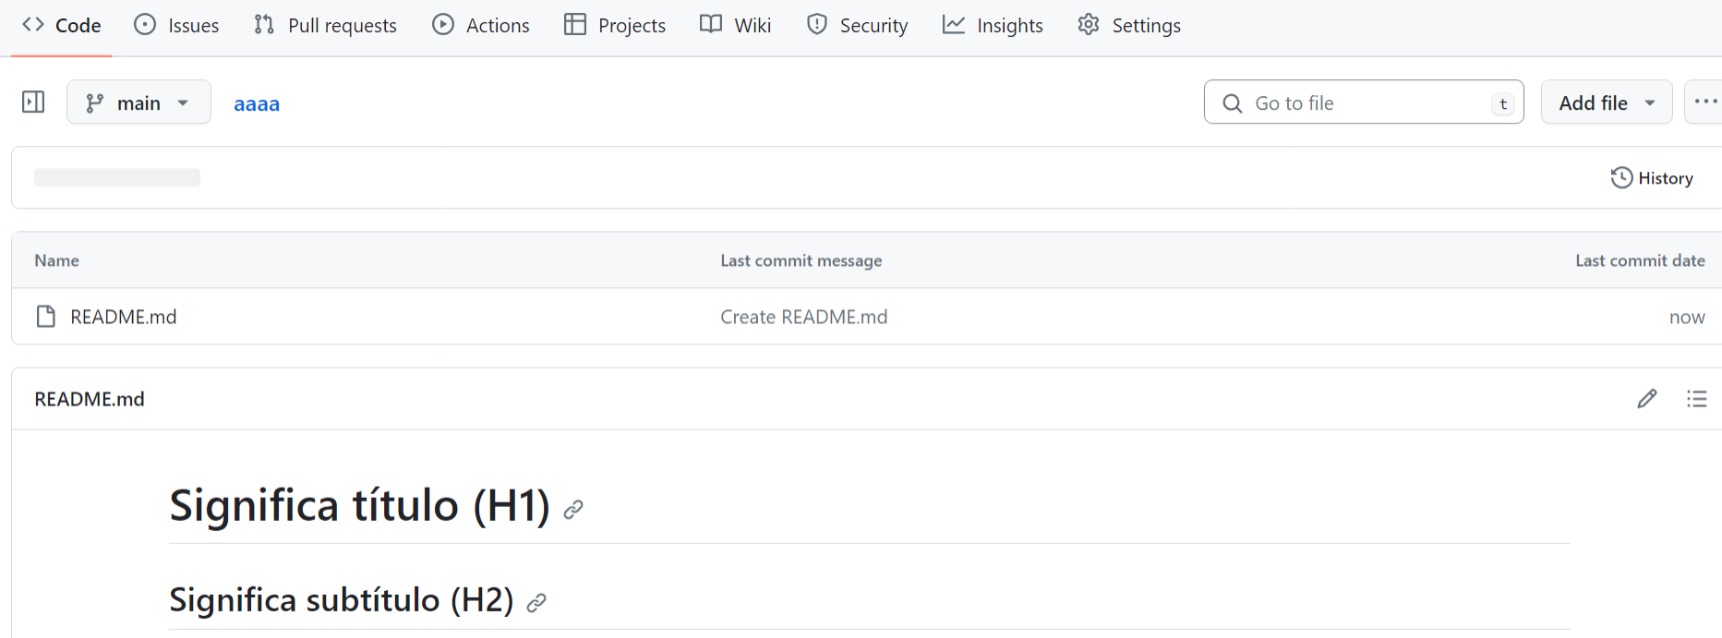 Code Issues Pull requests Actions Projects Wiki Security Insights Settings
main aaaa Go to file t Add file
History
Name Last commit message Last commit date
README.md Create README.md now
README.md
Significa título (H1)
Significa subtítulo (H2)